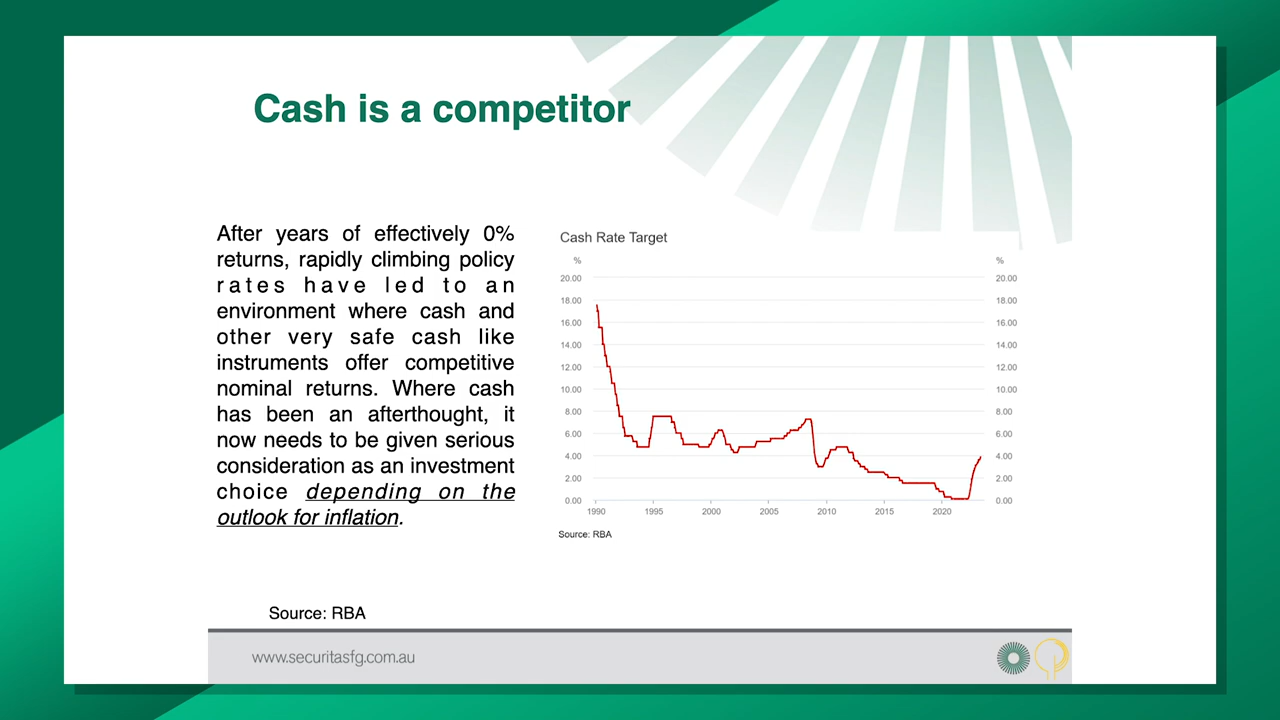 Cash is a competitor
After years of effectively 0%
returns, rapidly climbing policy
rates have led to an
environment where cash and
other very safe cash like
instruments offer competitive
nominal returns. Where cash
has been an afterthought, it
now needs to be given serious
consideration as an investment
choice depending on the
outlook for inflation.
Cash Rate Target
% %
20.00 20.00
18.00 18.00
16.00 16.00
14.00 14.00
12.00 12.00
10.00 10.00
8.00 8.00
6.00 6.00
4.00 4.00
2.00 2.00
0.00 0.00
1990 1995 2000 2005 2010 2015 2020
Source: RBA
Source: RBA
www.securitasfg.com.au